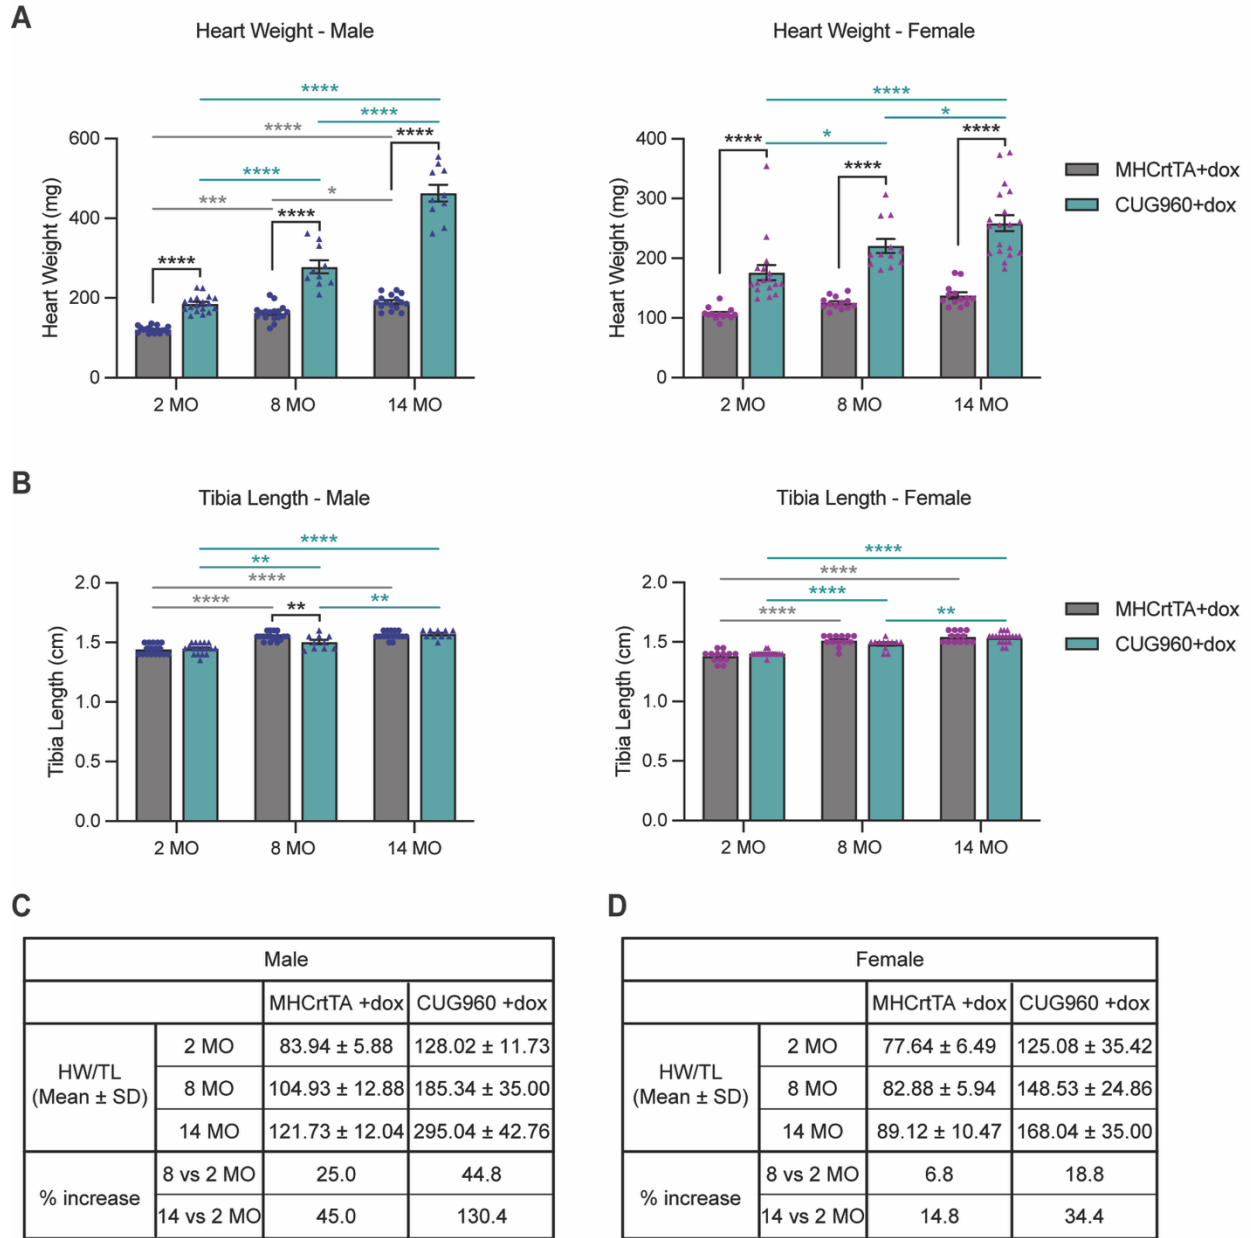 A
Heart Weight - Male
Heart Weight - Female
****
****
****
****
****
***
*
****
****
Heart Weight (mg)
600
400
200
0
2 MO
8 MO
14 MO
****
*
****
****
*
****
Heart Weight (mg)
400
300
200
100
0
2 MO
8 MO
14 MO
MHCrtTA+dox
CUG960+dox
B
Tibia Length - Male
Tibia Length - Female
****
**
****
****
**
**
Tibia Length (cm)
2.0
1.5
1.0
0.5
0.0
2 MO
8 MO
14 MO
****
****
****
****
**
Tibia Length (cm)
2.0
1.5
1.0
0.5
0.0
2 MO
8 MO
14 MO
MHCrtTA+dox
CUG960+dox
C
Male
MHCrtTA +dox CUG960 +dox
HW/TL
(Mean ± SD)
2 MO 83.94 ± 5.88 128.02 ± 11.73
8 MO 104.93 ± 12.88 185.34 ± 35.00
14 MO 121.73 ± 12.04 295.04 ± 42.76
% increase
8 vs 2 MO 25.0 44.8
14 vs 2 MO 45.0 130.4
D
Female
MHCrtTA +dox CUG960 +dox
HW/TL
(Mean ± SD)
2 MO 77.64 ± 6.49 125.08 ± 35.42
8 MO 82.88 ± 5.94 148.53 ± 24.86
14 MO 89.12 ± 10.47 168.04 ± 35.00
% increase
8 vs 2 MO 6.8 18.8
14 vs 2 MO 14.8 34.4